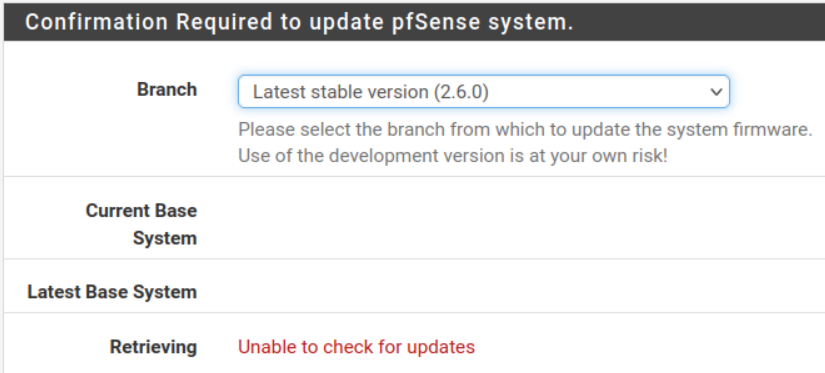 Confirmation Required to update pfSense system.
Branch
Latest stable version (2.6.0)
Please select the branch from which to update the system firmware.
Use of the development version is at your own risk!
Current Base
System
Latest Base System
Retrieving
Unable to check for updates